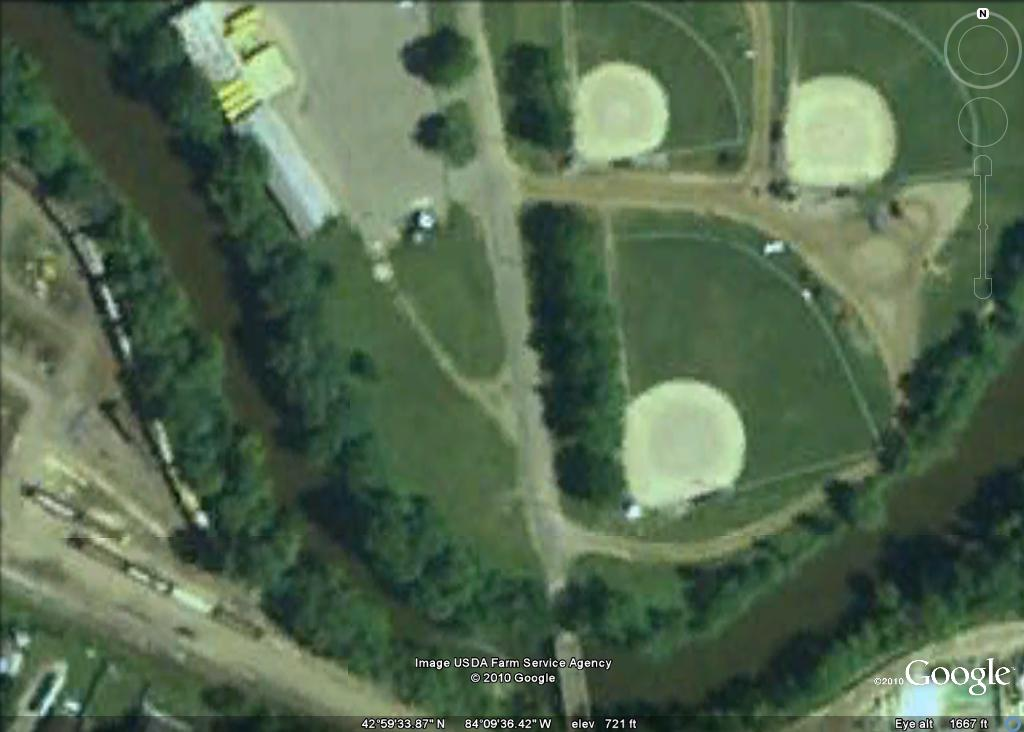 N
Image USDA Farm Service Agency
© 2010 Google
©2010 Google
42°59'33.87" N 84°09'36.42" W elev 721 ft
Eye alt 1667 ft